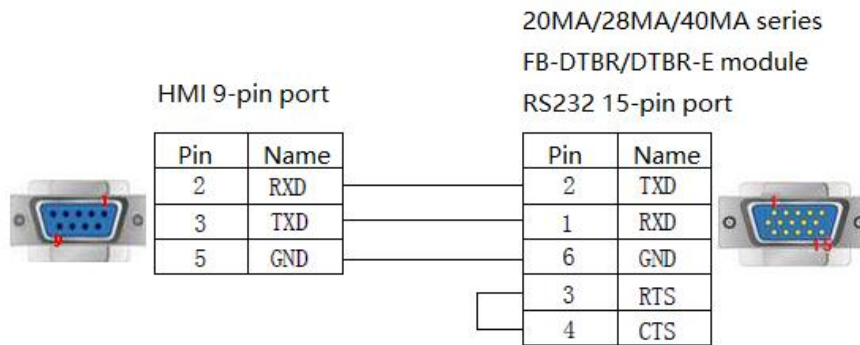 20MA/28MA/40MA series
FB-DTBR/DTBR-E module
RS232 15-pin port
HMI 9-pin port
Pin Name
2 RXD
3 TXD
5 GND
Pin Name
2 TXD
1 RXD
6 GND
3 RTS
4 CTS
1
9
1
15